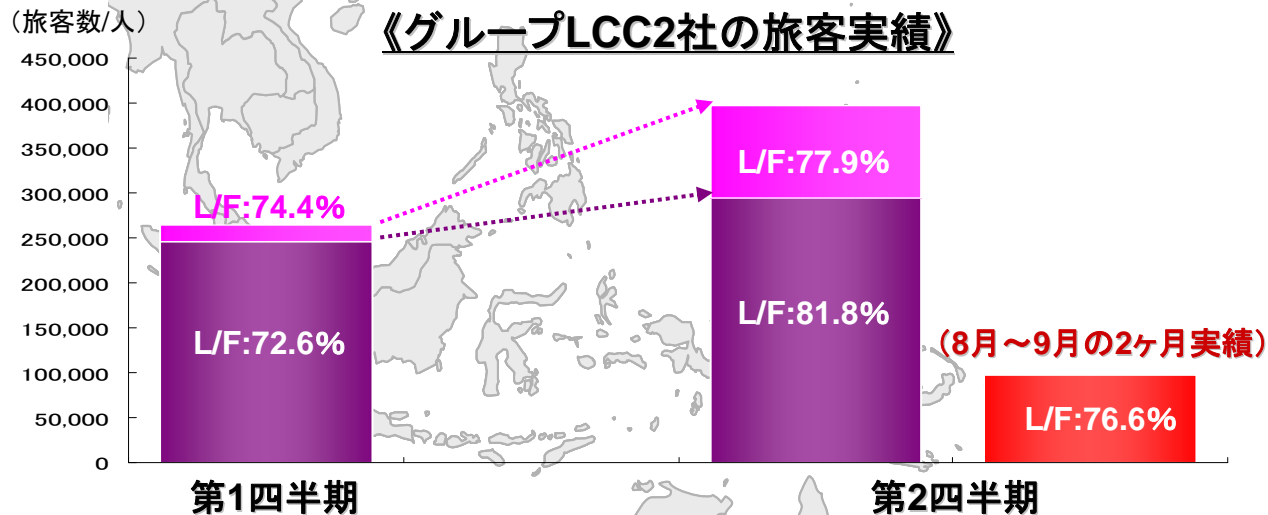 （旅客数/人）
《グループLCC2社の旅客実績》
450,000
400,000
350,000
300,000
250,000
200,000
150,000
100,000
50,000
0
L/F:74.4%
L/F:72.6%
L/F:77.9%
L/F:81.8%
（8月～9月の2ヶ月実績）
L/F:76.6%
第1四半期
第2四半期